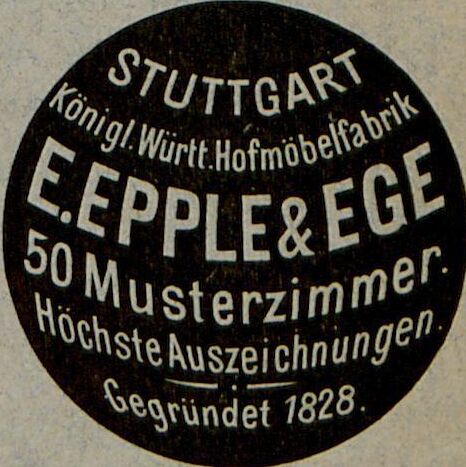 STUTTGART
Königl. Württ. Hofmöbelfabrik
E. EPPLE & EGE
50 Musterzimmer.
Höchste Auszeichnungen.
Gegründet 1828.